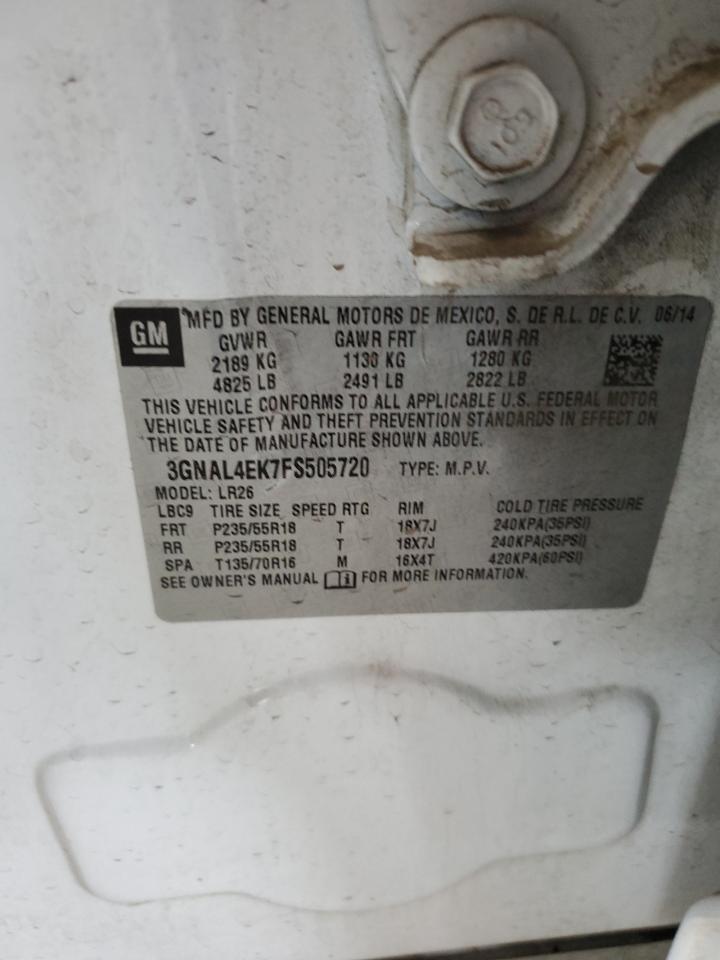 GM
MFD BY GENERAL MOTORS DE MEXICO, S. DE R.L. DE C.V. 06/14
GVWR GAWR FRT GAWR RR
2189 KG 1130 KG 1280 KG
4825 LB 2491 LB 2822 LB
THIS VEHICLE CONFORMS TO ALL APPLICABLE U.S. FEDERAL MOTOR
VEHICLE SAFETY AND THEFT PREVENTION STANDARDS IN EFFECT ON
THE DATE OF MANUFACTURE SHOWN ABOVE.
3GNAL4EK7FS505720 TYPE: M.P.V.
MODEL: LR26
LBC9 TIRE SIZE SPEED RTG RIM COLD TIRE PRESSURE
FRT P235/55R18 T 18X7J 240KPA(35PSI)
RR P235/55R18 T 18X7J 240KPA(35PSI)
SPA T135/70R16 M 16X4T 420KPA(60PSI)
SEE OWNER'S MANUAL FOR MORE INFORMATION.